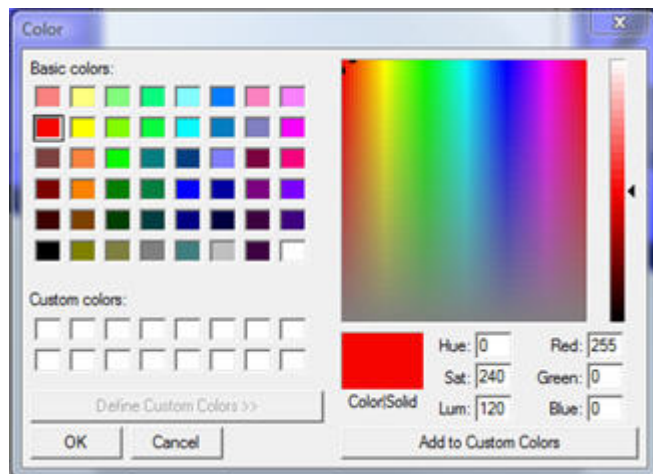 Color
x
Basic colors:
Custom colors:
Define Custom Colors >>
OK
Cancel
Color|Solid
Hue: 0
Sat: 240
Lum: 120
Red: 255
Green: 0
Blue: 0
Add to Custom Colors